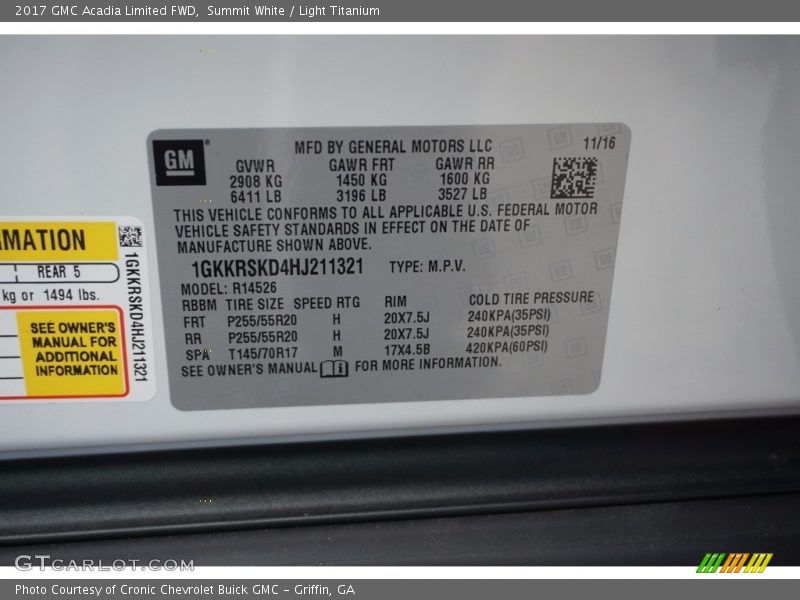 2017 GMC Acadia Limited FWD, Summit White / Light Titanium
GM
MFD BY GENERAL MOTORS LLC 11/16
GVWR GAWR FRT GAWR RR
2908 KG 1450 KG 1600 KG
6411 LB 3196 LB 3527 LB
THIS VEHICLE CONFORMS TO ALL APPLICABLE U.S. FEDERAL MOTOR
VEHICLE SAFETY STANDARDS IN EFFECT ON THE DATE OF
MANUFACTURE SHOWN ABOVE.
1GKKRSKD4HJ211321 TYPE: M.P.V.
MODEL: R14526
RBBM TIRE SIZE SPEED RTG RIM COLD TIRE PRESSURE
FRT P255/55R20 H 20X7.5J 240KPA(35PSI)
RR P255/55R20 H 20X7.5J 240KPA(35PSI)
SPA T145/70R17 M 17X4.5B 420KPA(60PSI)
SEE OWNER'S MANUAL FOR MORE INFORMATION.
MATION
REAR 5
kg or 1494 lbs.
SEE OWNER'S
MANUAL FOR
ADDITIONAL
INFORMATION
1GKKRSKD4HJ211321
GTCARLOT.COM
Photo Courtesy of Cronic Chevrolet Buick GMC - Griffin, GA